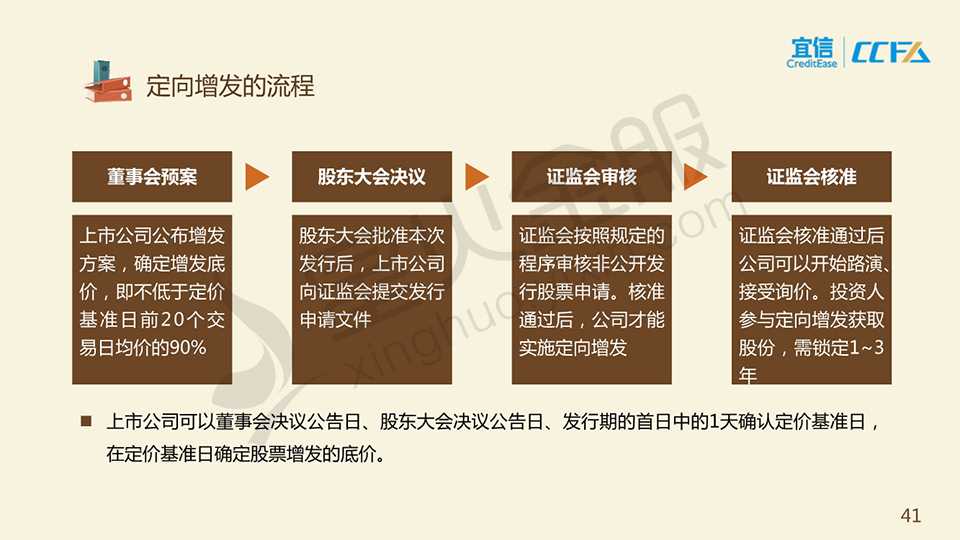 宜信
CreditEase
CCFA
定向增发的流程
董事会预案
股东大会决议
证监会审核
证监会核准
上市公司公布增发
方案，确定增发底
价，即不低于定价
基准日前20个交
易日均价的90%
股东大会批准本次
发行后，上市公司
向证监会提交发行
申请文件
证监会按照规定的
程序审核非公开发
行股票申请。核准
通过后，公司才能
实施定向增发
证监会核准通过后
公司可以开始路演、
接受询价。投资人
参与定向增发获取
股份，需锁定1~3
年
上市公司可以董事会决议公告日、股东大会决议公告日、发行期的首日中的1天确认定价基准日，
在定价基准日确定股票增发的底价。
41